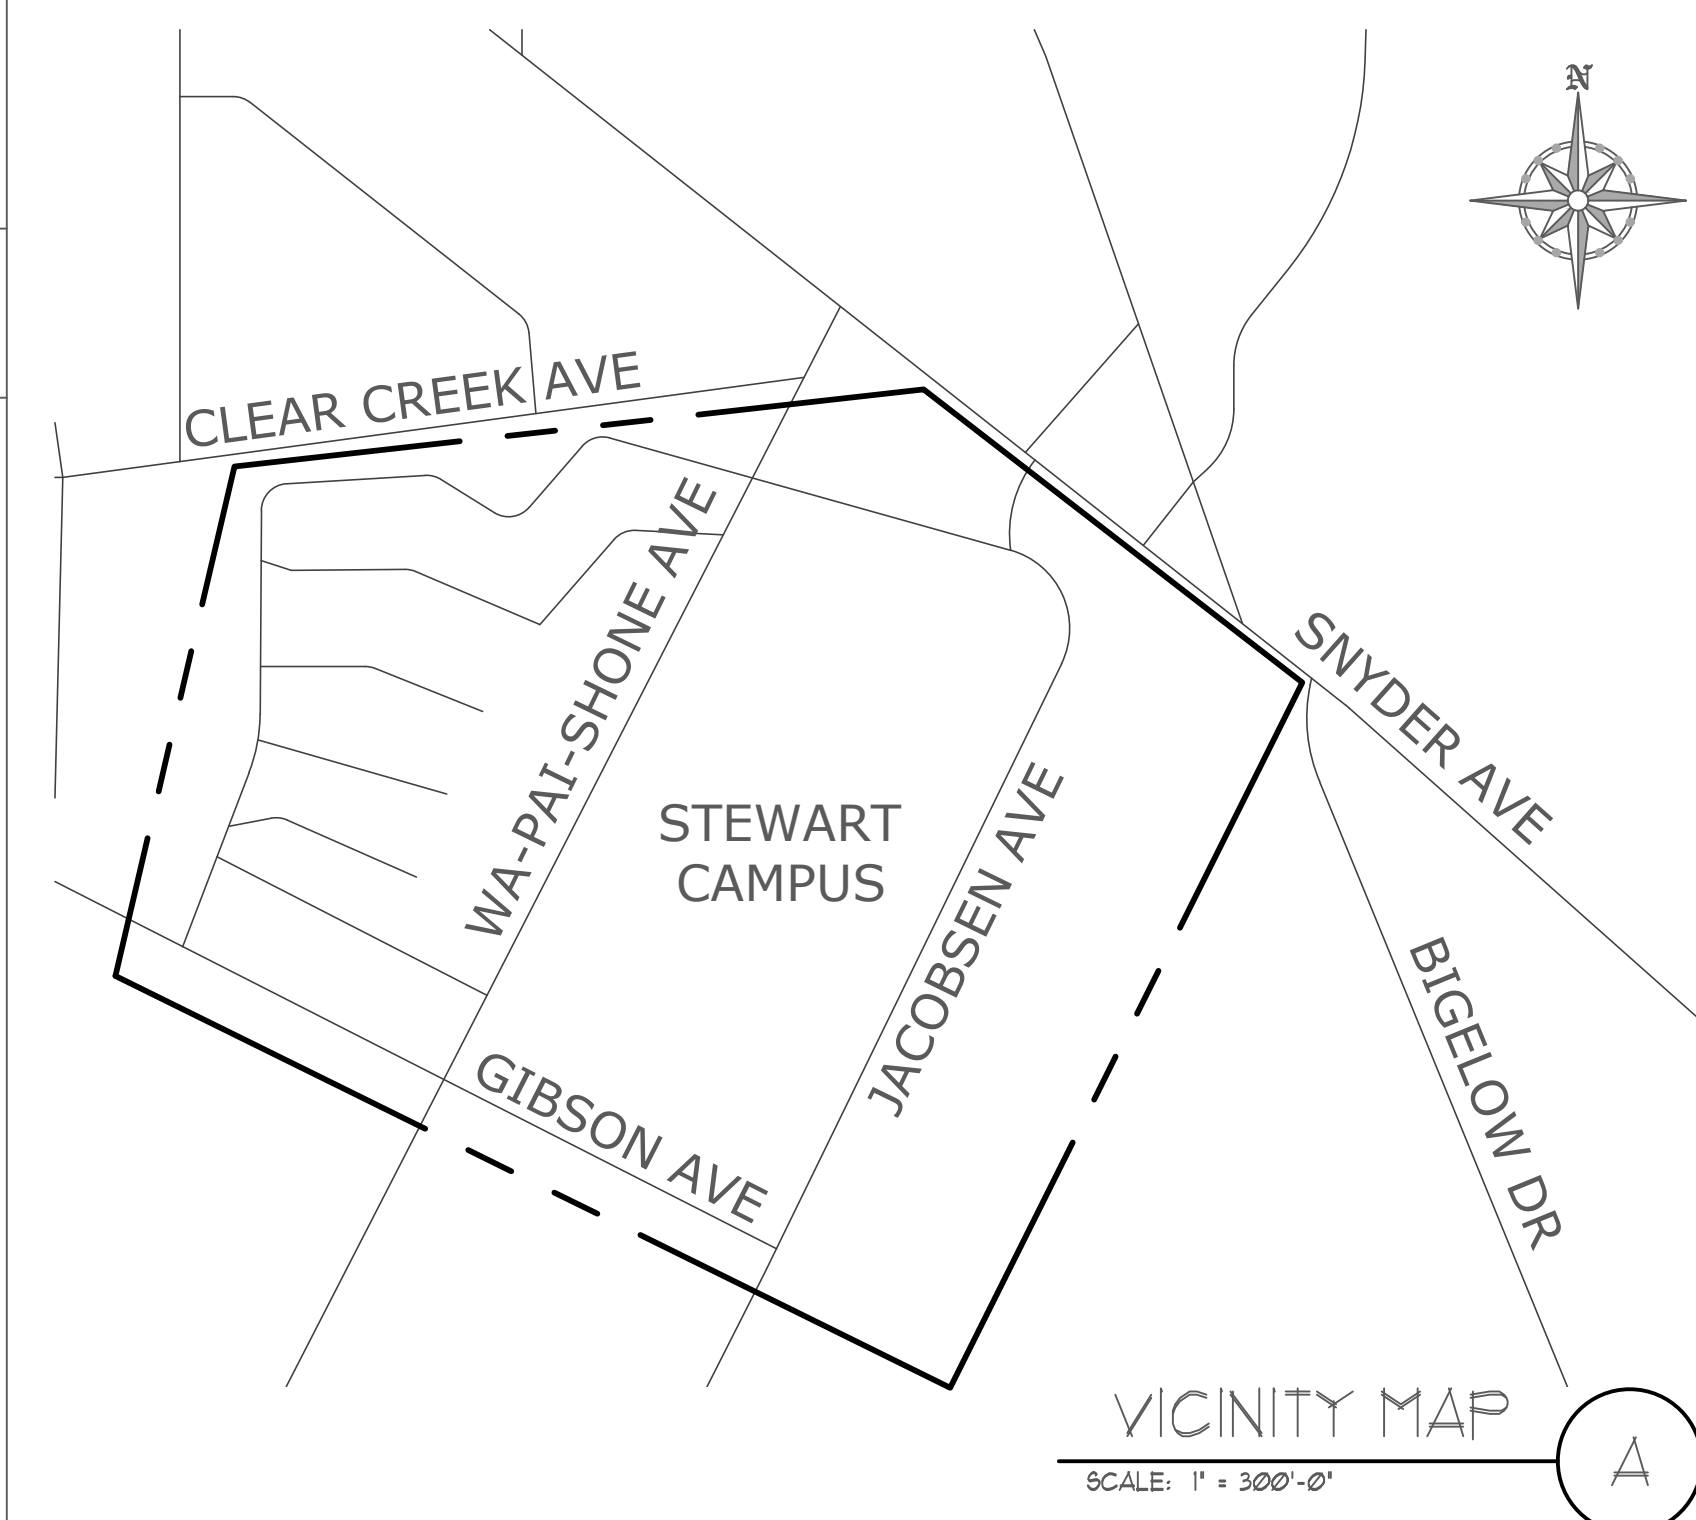 N
CLEAR CREEK AVE
WA-PAI-SHONE AVE
SNYDER AVE
STEWART
CAMPUS
JACOBSEN AVE
BIGELOW DR
GIBSON AVE
VICINITY MAP
SCALE: 1" = 300'-0"
A